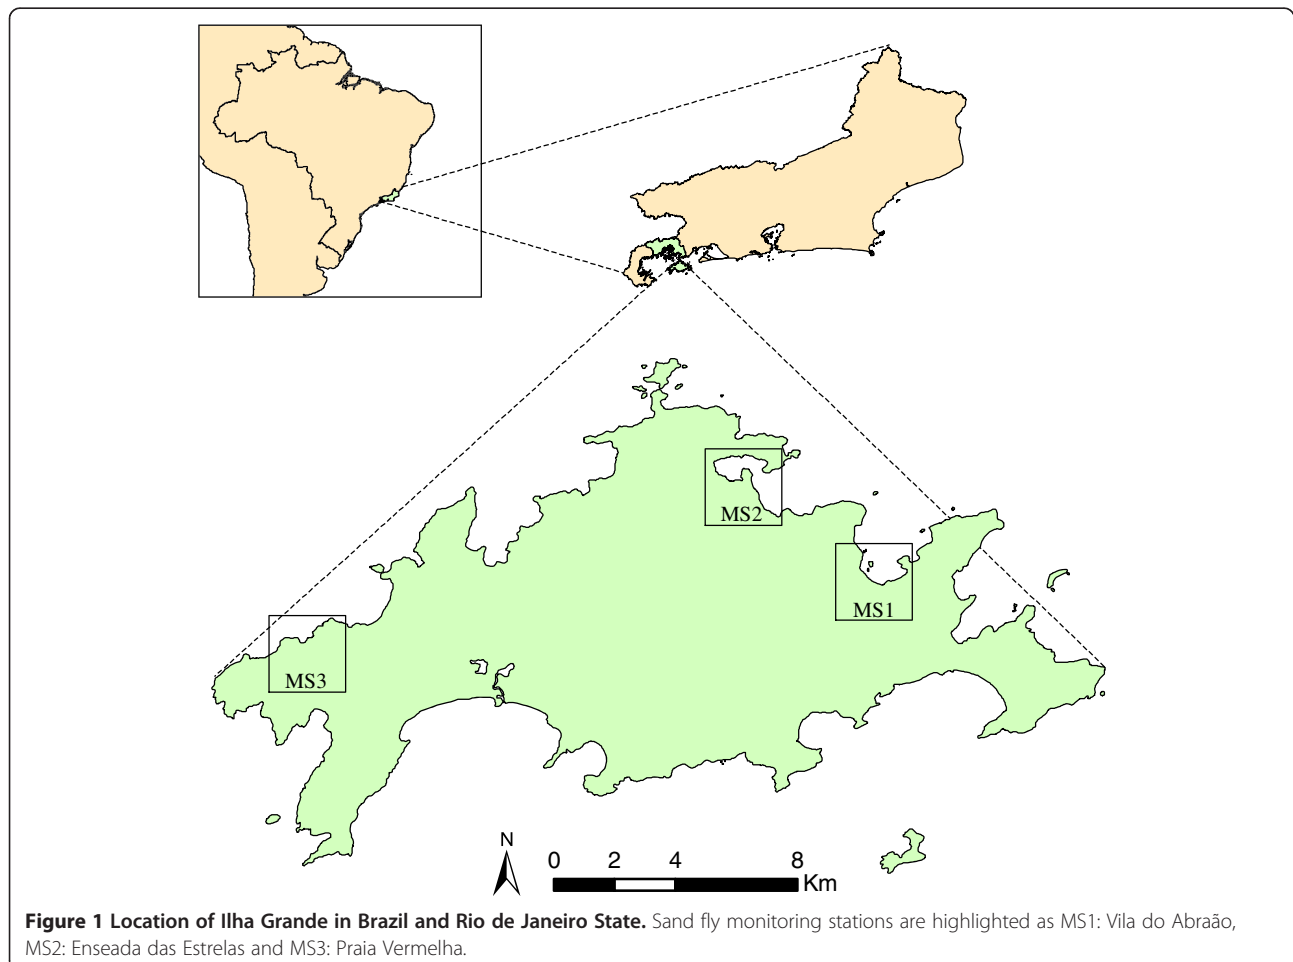 MS2
MS1
MS3
N
0 2 4 8
Km
Figure 1 Location of Ilha Grande in Brazil and Rio de Janeiro State. Sand fly monitoring stations are highlighted as MS1: Vila do Abraão,
MS2: Enseada das Estrelas and MS3: Praia Vermelha.